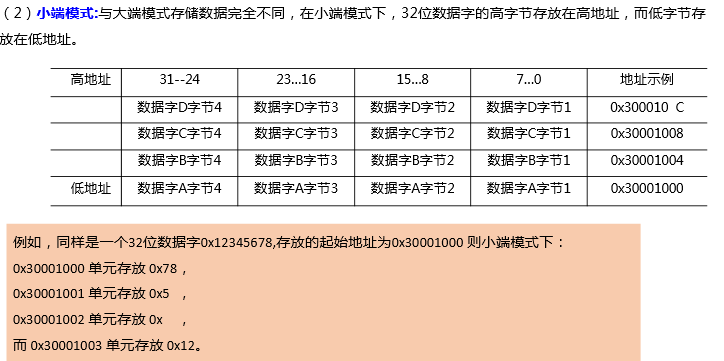 （2）小端模式:与大端模式存储数据完全不同，在小端模式下，32位数据字的高字节存放在高地址，而低字节存
放在低地址。
高地址 31--24 23...16 15...8 7...0 地址示例
数据字D字节4 数据字D字节3 数据字D字节2 数据字D字节1 0x300010 C
数据字C字节4 数据字C字节3 数据字C字节2 数据字C字节1 0x30001008
数据字B字节4 数据字B字节3 数据字B字节2 数据字B字节1 0x30001004
低地址 数据字A字节4 数据字A字节3 数据字A字节2 数据字A字节1 0x30001000
例如，同样是一个32位数据字0x12345678,存放的起始地址为0x30001000 则小端模式下：
0x30001000 单元存放 0x78，
0x30001001 单元存放 0x5 ，
0x30001002 单元存放 0x ，
而 0x30001003 单元存放 0x12。